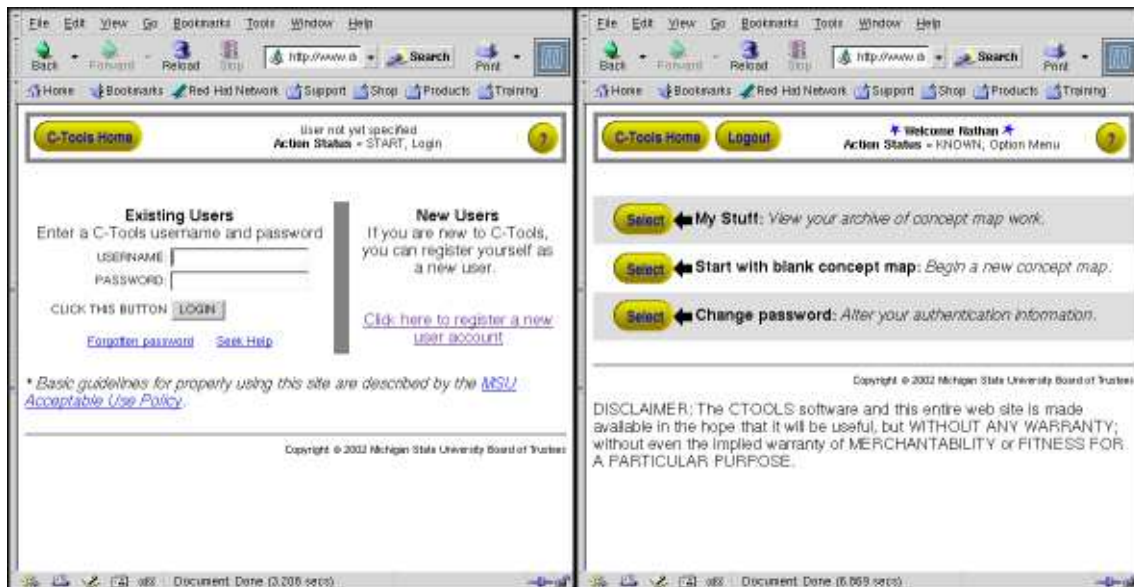 File Edit View Go Bookmarks Tools Window Help
Back Forward Reload Stop http://www.c Search Print
Home Bookmarks Red Hat Network Support Shop Products Training
C-Tools Home
User not yet specified
Action Status = START, Login
?
Existing Users
Enter a C-Tools username and password
USERNAME:
PASSWORD:
CLICK THIS BUTTON LOGIN
Forgotten password Seek Help
New Users
If you are new to C-Tools,
you can register yourself as
a new user.
Click here to register a new
user account
* Basic guidelines for properly using this site are described by the MSU
Acceptable Use Policy.
Copyright © 2002 Michigan State University Board of Trustees
Document: Done (3.206 secs)
File Edit View Go Bookmarks Tools Window Help
Back Forward Reload Stop http://www.c Search Print
Home Bookmarks Red Hat Network Support Shop Products Training
C-Tools Home Logout
Welcome Nathan
Action Status = KNOWN, Option Menu
?
Select My Stuff: View your archive of concept map work.
Select Start with blank concept map: Begin a new concept map.
Select Change password: Alter your authentication information.
Copyright © 2002 Michigan State University Board of Trustees
DISCLAIMER: The CTOOLS software and this entire web site is made
available in the hope that it will be useful, but WITHOUT ANY WARRANTY;
without even the implied warranty of MERCHANTABILITY or FITNESS FOR
A PARTICULAR PURPOSE.
Document: Done (6.869 secs)